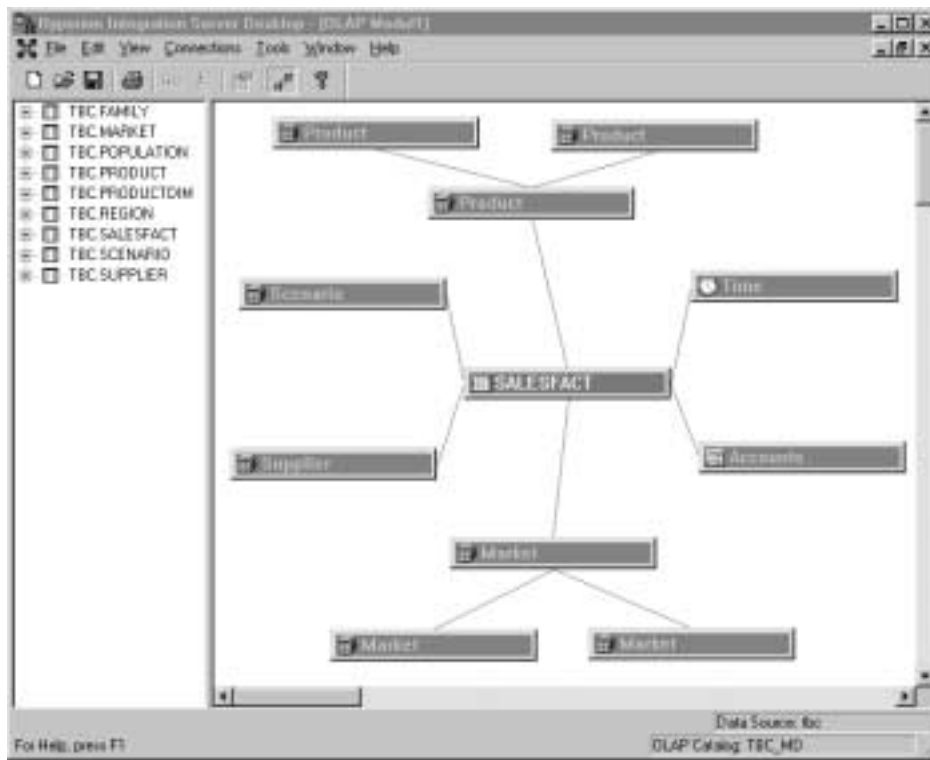 Hyperion Integration Server Desktop - [OLAP Model1]
File Edit View Connections Tools Window Help
TBC.FAMILY
TBC.MARKET
TBC.POPULATION
TBC.PRODUCT
TBC.PRODUCTDIM
TBC.REGION
TBC.SALESFACT
TBC.SCENARIO
TBC.SUPPLIER
Product
Product
Product
Scenario
Time
SALESFACT
Supplier
Accounts
Market
Market
Market
Data Source: tbc
For Help, press F1
OLAP Catalog: TBC_MD